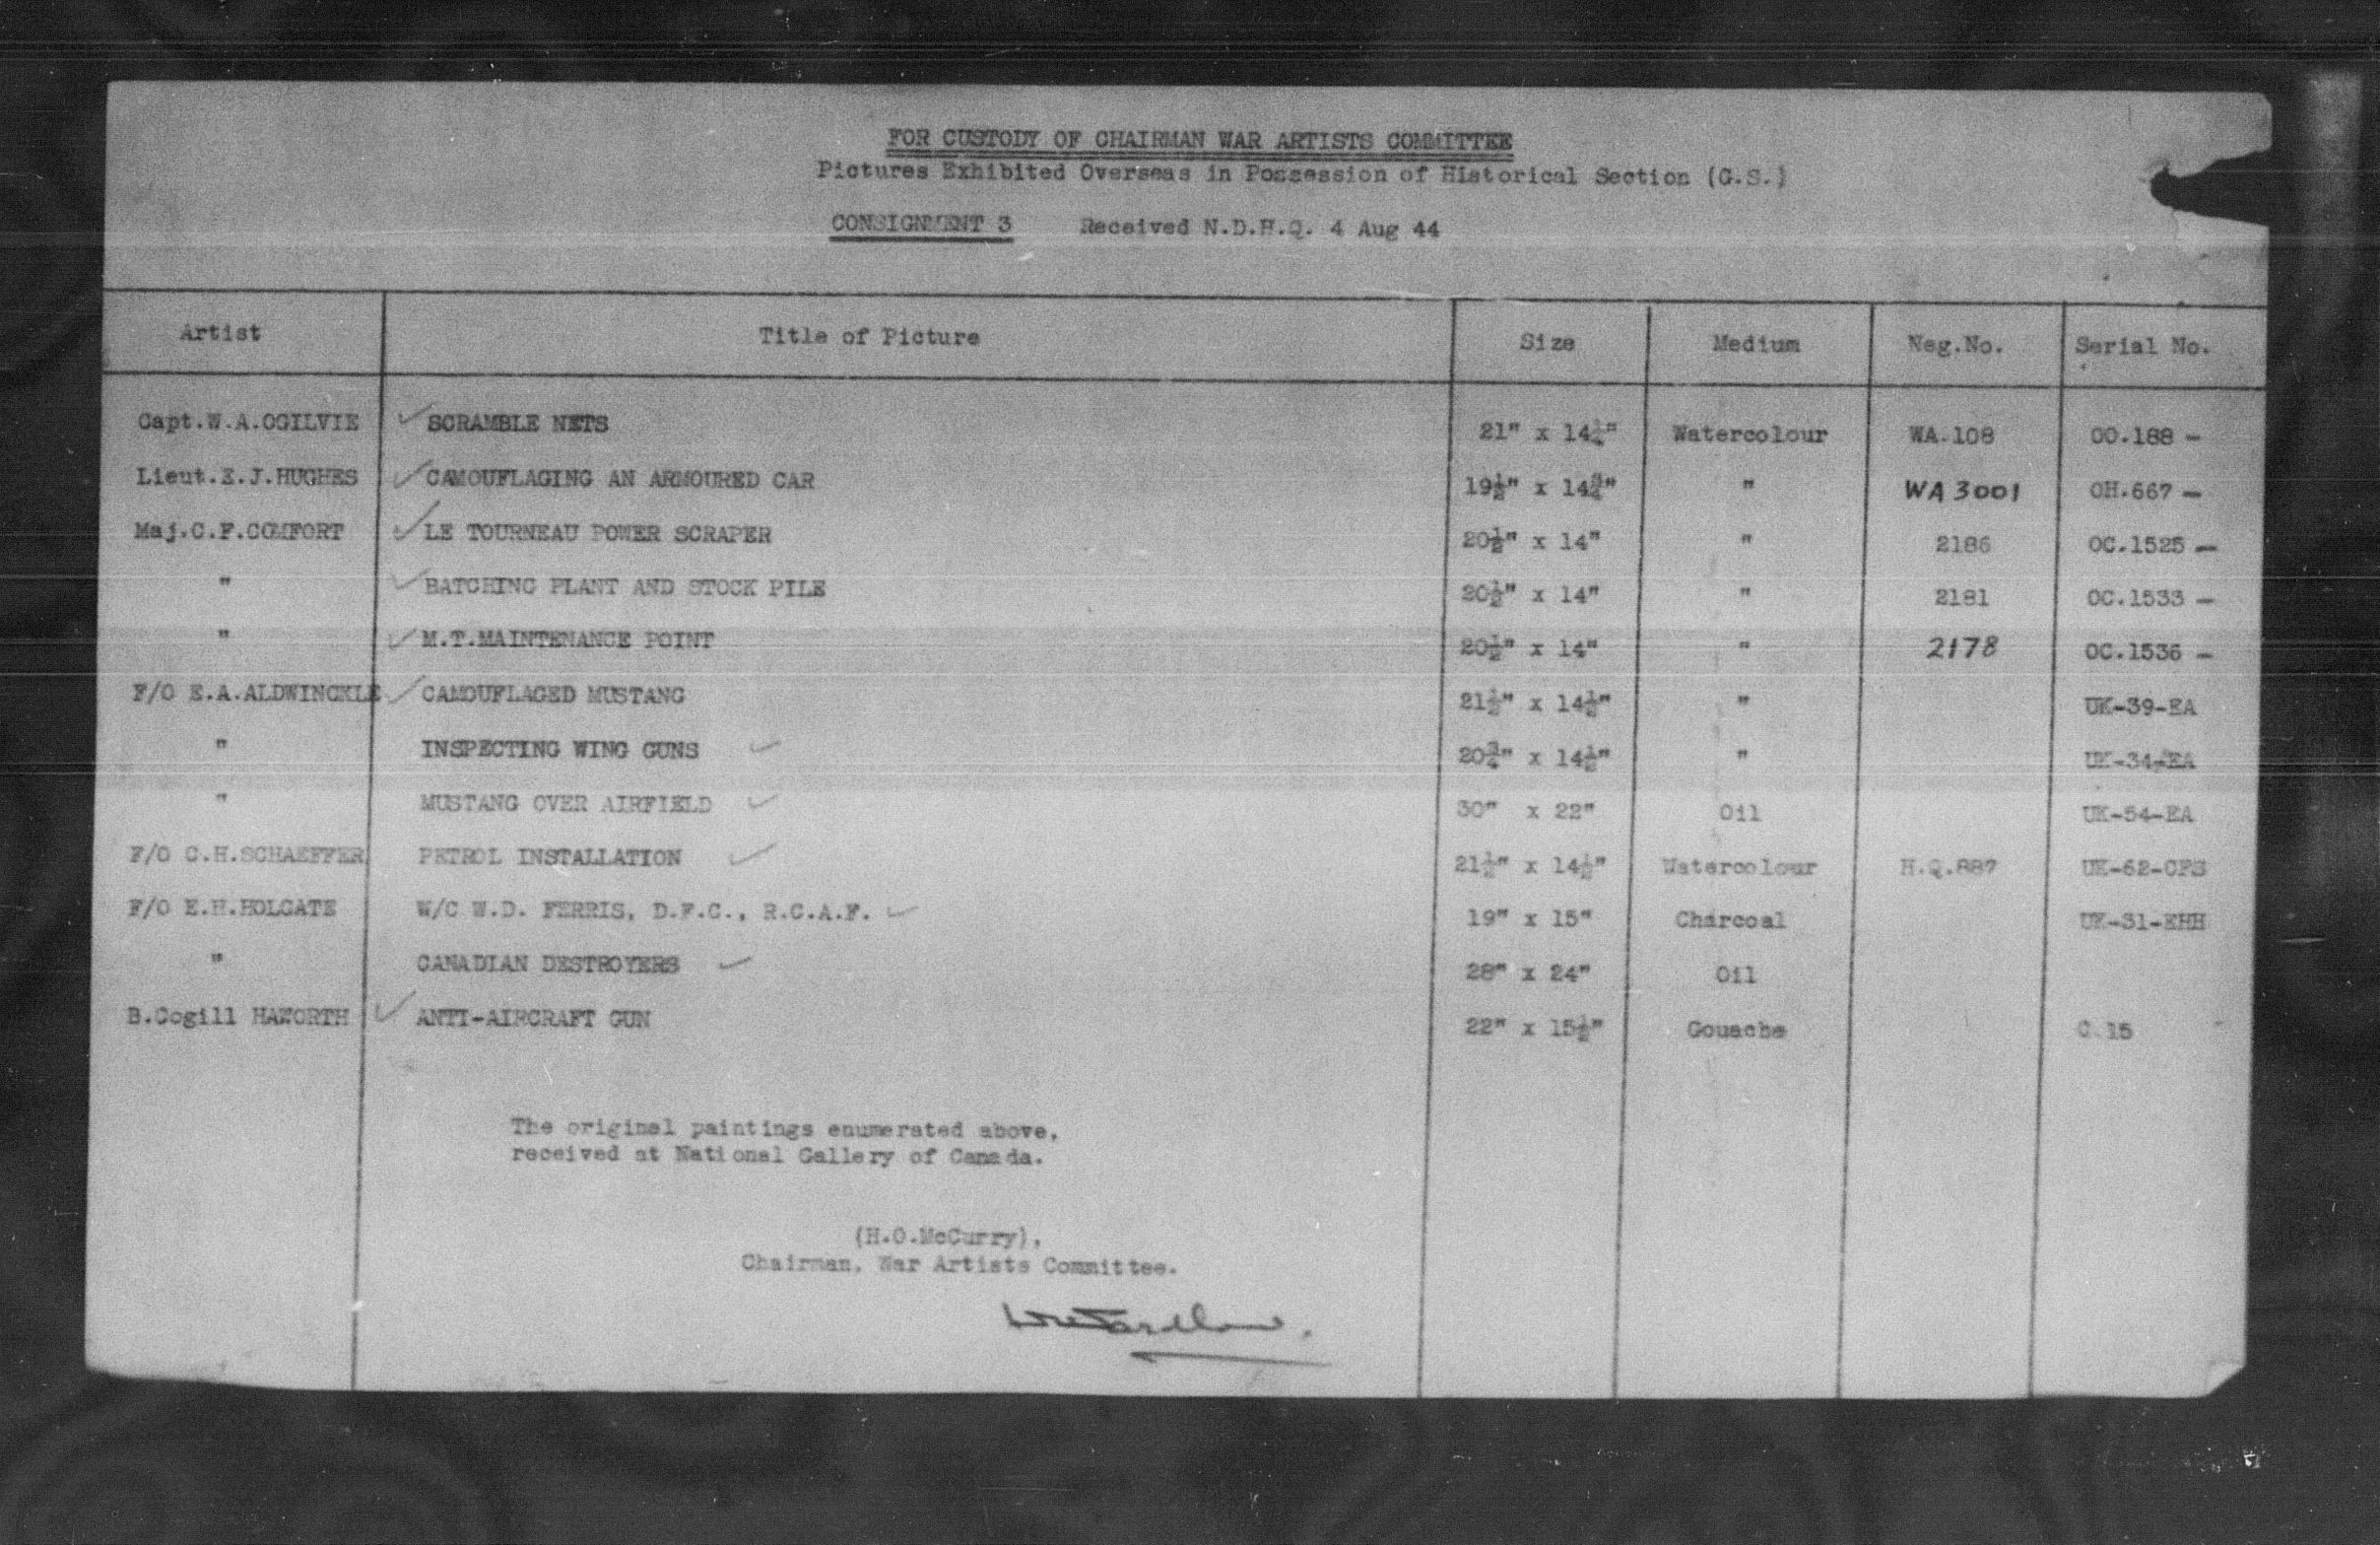 FOR CUSTODY OF CHAIRMAN WAR ARTISTS COMMITTEE
Pictures Exhibited Overseas in Possession of Historical Section (G.S.)
CONSIGNMENT 3 Received N.D.H.Q. 4 Aug 44
Artist Title of Picture Size Medium Neg.No. Serial No.
Capt.W.A.OGILVIE ✓ SCRAMBLE NETS 21" x 14¼" Watercolour WA.108 OO.188 -
Lieut.E.J.HUGHES ✓ CAMOUFLAGING AN ARMOURED CAR 19½" x 14¾" " WA 3001 OH.667 -
Maj.C.F.COMFORT ✓ LE TOURNEAU POWER SCRAPER 20½" x 14" " 2186 OC.1525 -
" ✓ BATCHING PLANT AND STOCK PILE 20½" x 14" " 2181 OC.1533 -
" ✓ M.T.MAINTENANCE POINT 20½" x 14" " 2178 OC.1536 -
F/O E.A.ALDWINCKLE ✓ CAMOUFLAGED MUSTANG 21½" x 14½" " UK-39-EA
" INSPECTING WING GUNS ✓ 20¾" x 14½" " UK-34-EA
" MUSTANG OVER AIRFIELD ✓ 30" x 22" Oil UK-54-EA
F/O C.H.SCHAEFFER PETROL INSTALLATION ✓ 21½" x 14½" Watercolour H.Q.887 UK-62-CFS
F/O E.H.HOLGATE W/C W.D. FERRIS, D.F.C., R.C.A.F. ✓ 19" x 15" Charcoal UK-31-EHH
" CANADIAN DESTROYERS ✓ 28" x 24" Oil
B.Cogill HAWORTH ✓ ANTI-AIRCRAFT GUN 22" x 15½" Gouache C 15
The original paintings enumerated above,
received at National Gallery of Canada.
(H.O.McCurry),
Chairman, War Artists Committee.